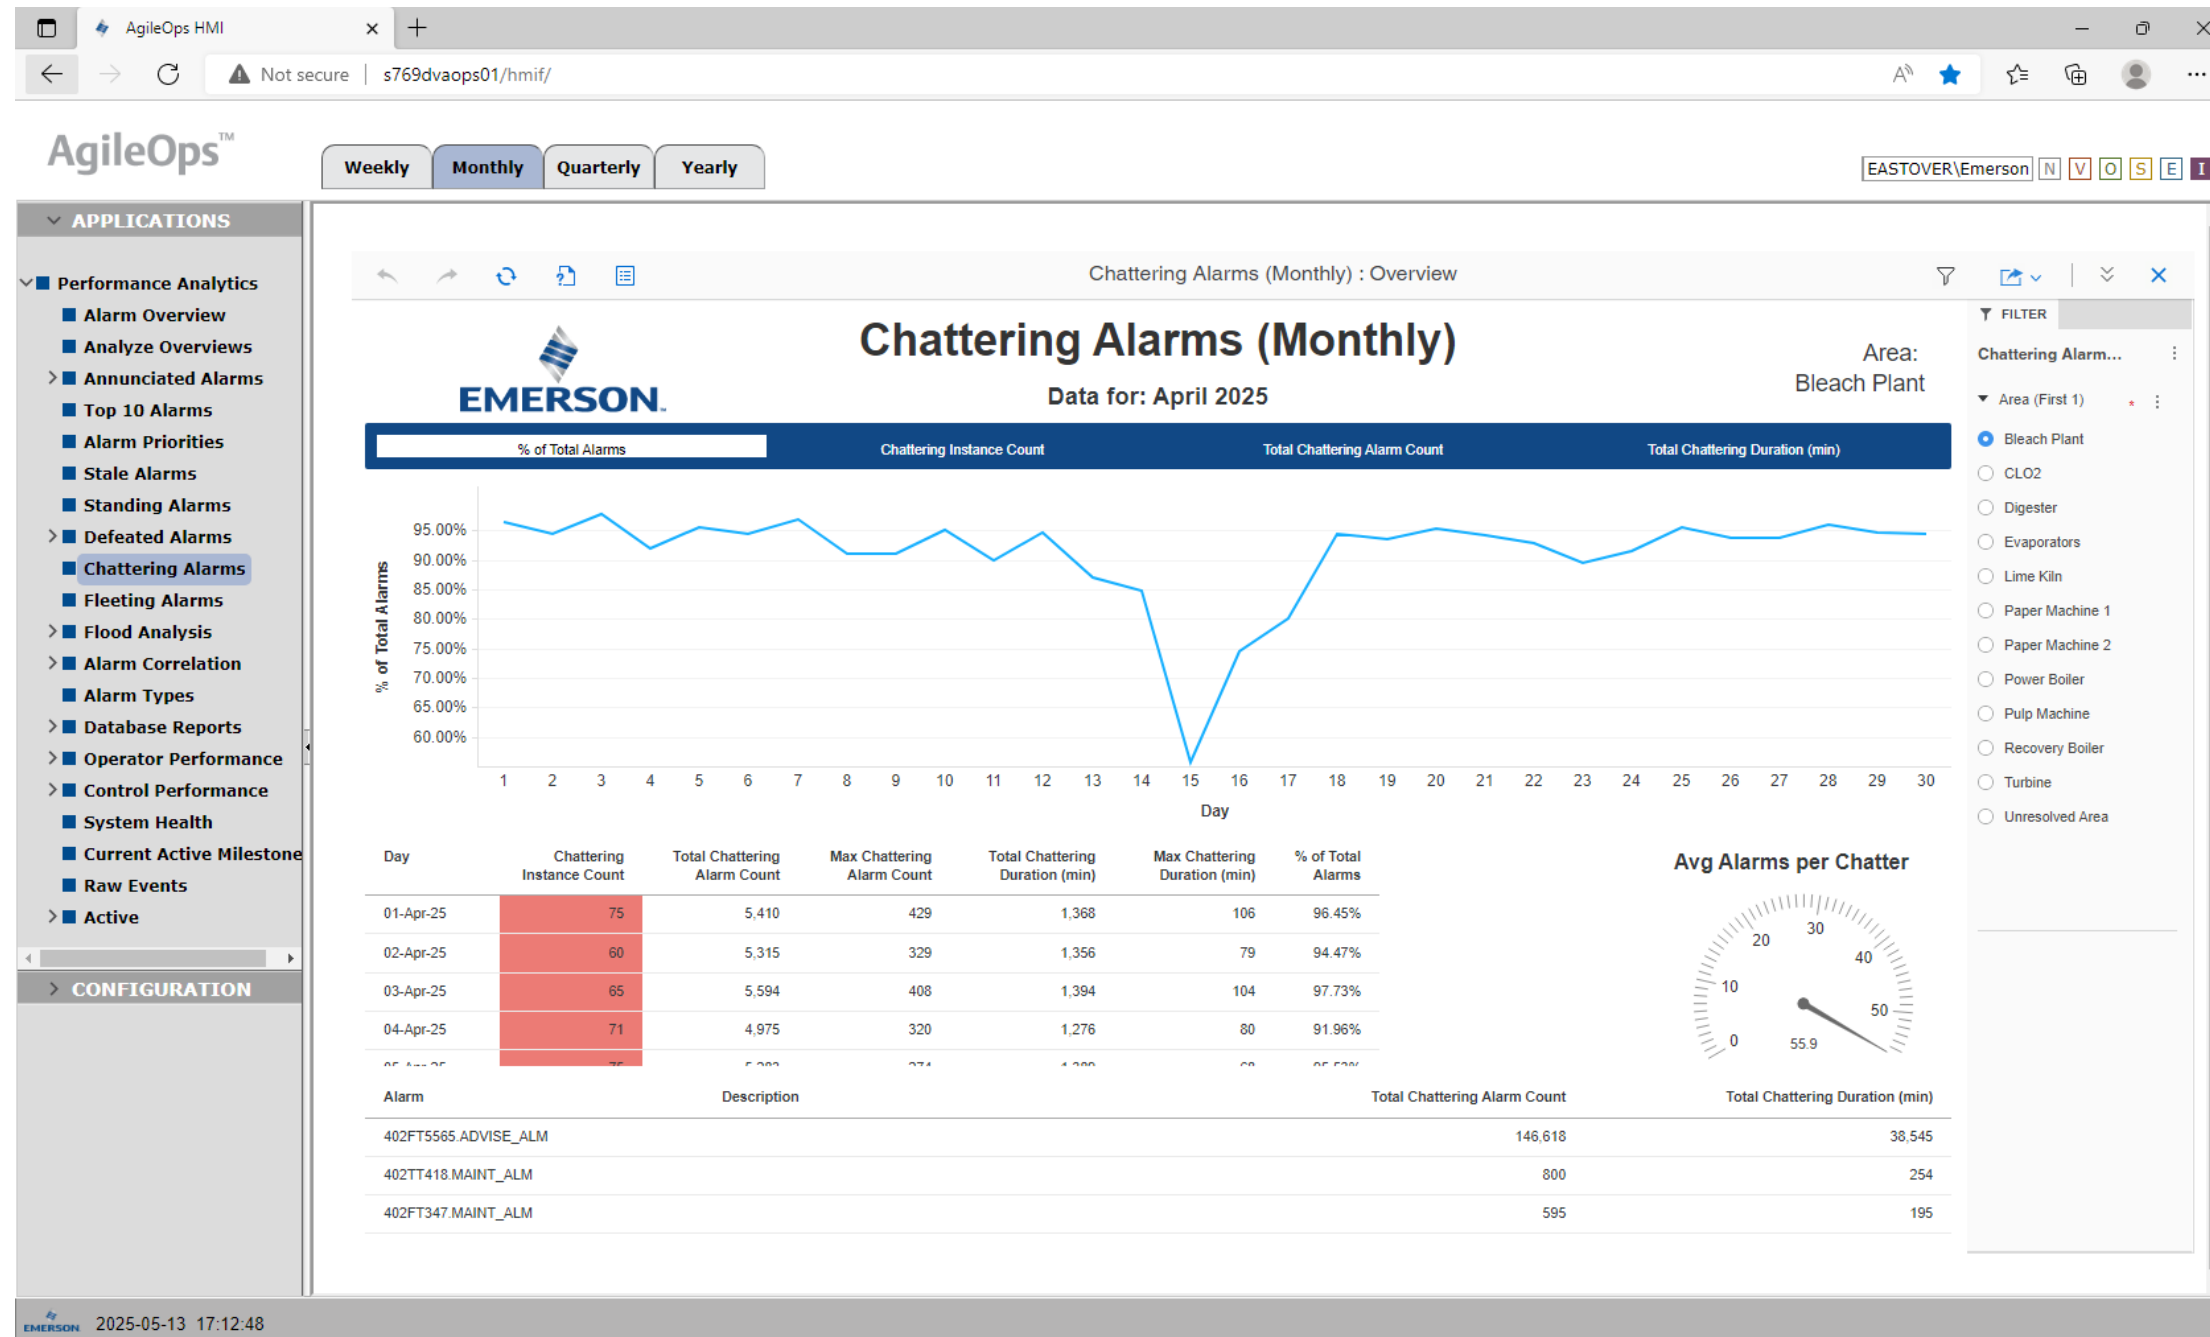 AgileOps HMI
Not secure | s769dvaops01/hmif/
AgileOps™
Weekly Monthly Quarterly Yearly
EASTOVER\Emerson N V O S E I
APPLICATIONS
Performance Analytics
Alarm Overview
Analyze Overviews
Annunciated Alarms
Top 10 Alarms
Alarm Priorities
Stale Alarms
Standing Alarms
Defeated Alarms
Chattering Alarms
Fleeting Alarms
Flood Analysis
Alarm Correlation
Alarm Types
Database Reports
Operator Performance
Control Performance
System Health
Current Active Milestone
Raw Events
Active
CONFIGURATION
Chattering Alarms (Monthly) : Overview
EMERSON™
Chattering Alarms (Monthly)
Data for: April 2025
Area:
Bleach Plant
% of Total Alarms Chattering Instance Count Total Chattering Alarm Count Total Chattering Duration (min)
% of Total Alarms
95.00%
90.00%
85.00%
80.00%
75.00%
70.00%
65.00%
60.00%
1 2 3 4 5 6 7 8 9 10 11 12 13 14 15 16 17 18 19 20 21 22 23 24 25 26 27 28 29 30
Day
Day Chattering Instance Count Total Chattering Alarm Count Max Chattering Alarm Count Total Chattering Duration (min) Max Chattering Duration (min) % of Total Alarms
01-Apr-25 75 5,410 429 1,368 106 96.45%
02-Apr-25 60 5,315 329 1,356 79 94.47%
03-Apr-25 65 5,594 408 1,394 104 97.73%
04-Apr-25 71 4,975 320 1,276 80 91.96%
Avg Alarms per Chatter
0 10 20 30 40 50
55.9
Alarm Description Total Chattering Alarm Count Total Chattering Duration (min)
402FT5565.ADVISE_ALM 146,618 38,545
402TT418.MAINT_ALM 800 254
402FT347.MAINT_ALM 595 195
FILTER
Chattering Alarm...
Area (First 1) *
Bleach Plant
CLO2
Digester
Evaporators
Lime Kiln
Paper Machine 1
Paper Machine 2
Power Boiler
Pulp Machine
Recovery Boiler
Turbine
Unresolved Area
EMERSON 2025-05-13 17:12:48